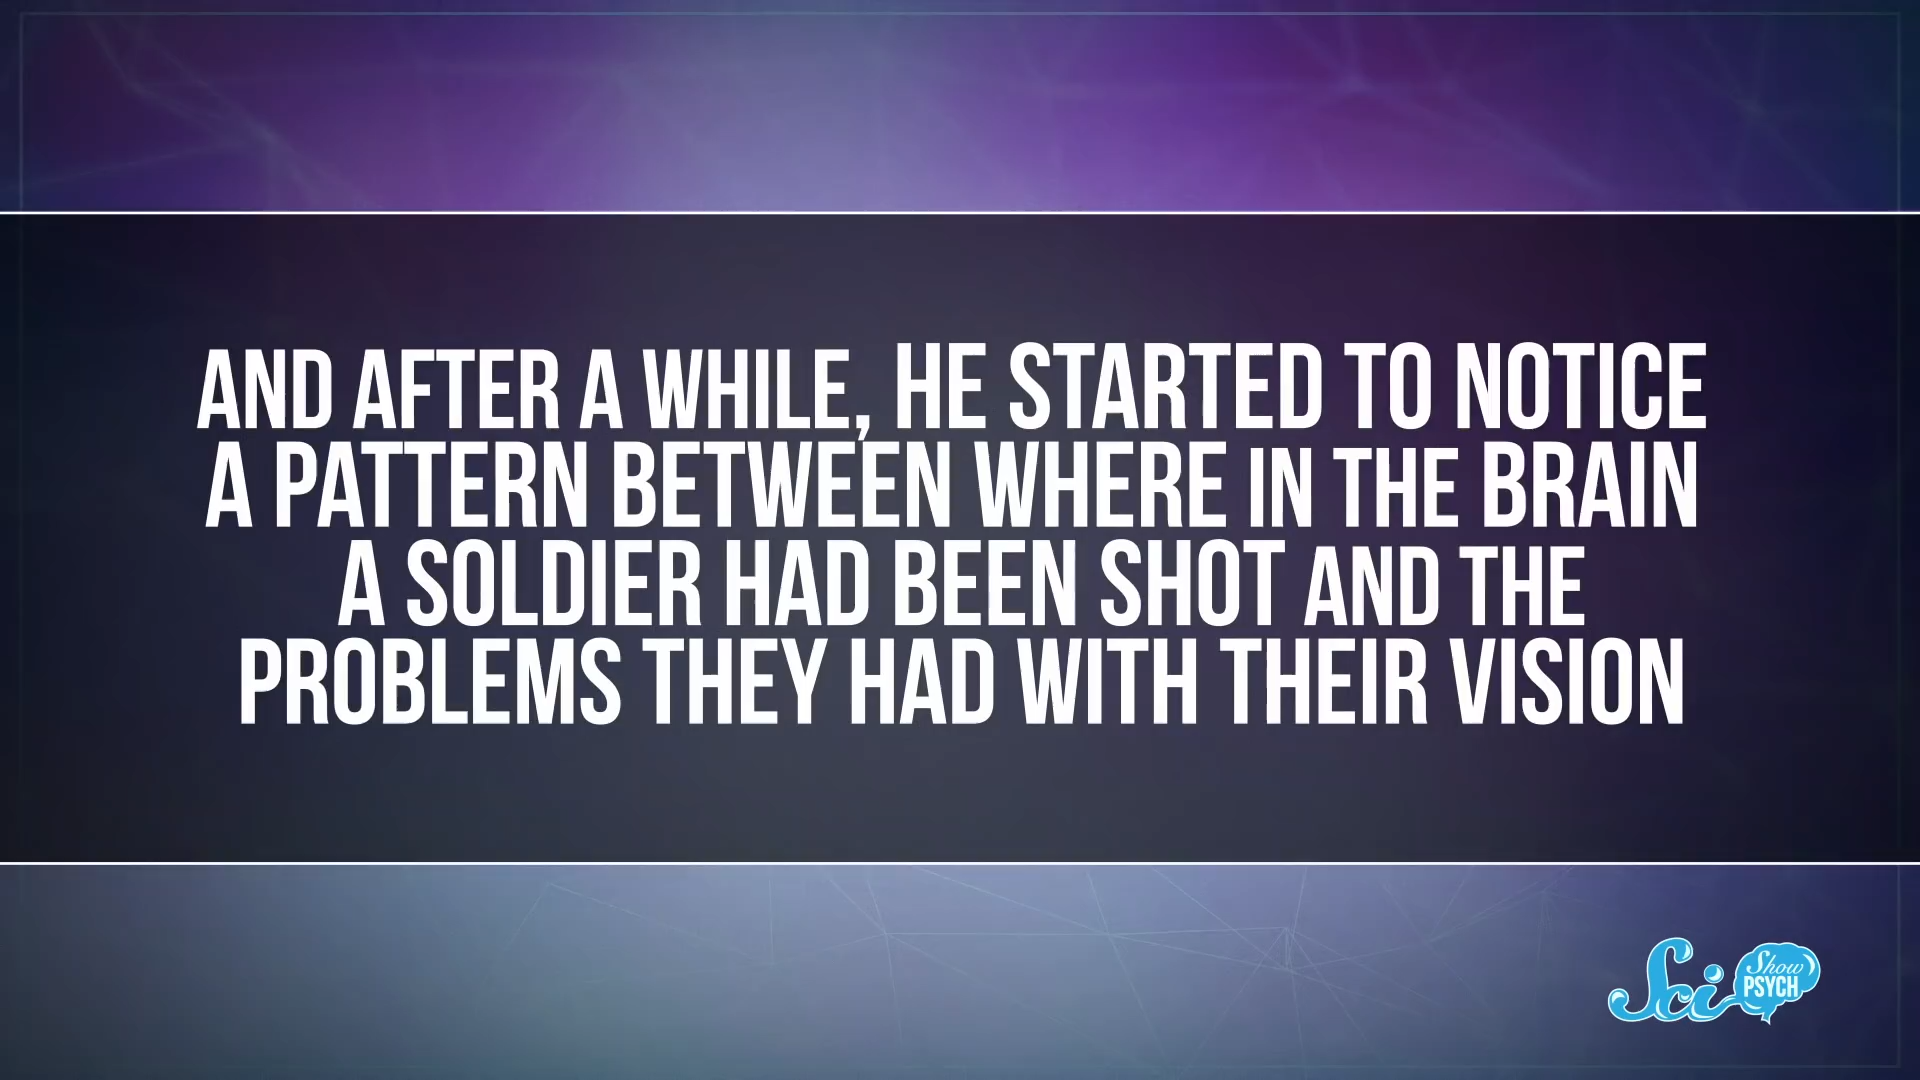 AND AFTER A WHILE, HE STARTED TO NOTICE
A PATTERN BETWEEN WHERE IN THE BRAIN
A SOLDIER HAD BEEN SHOT AND THE
PROBLEMS THEY HAD WITH THEIR VISION
Sci Show
PSYCH